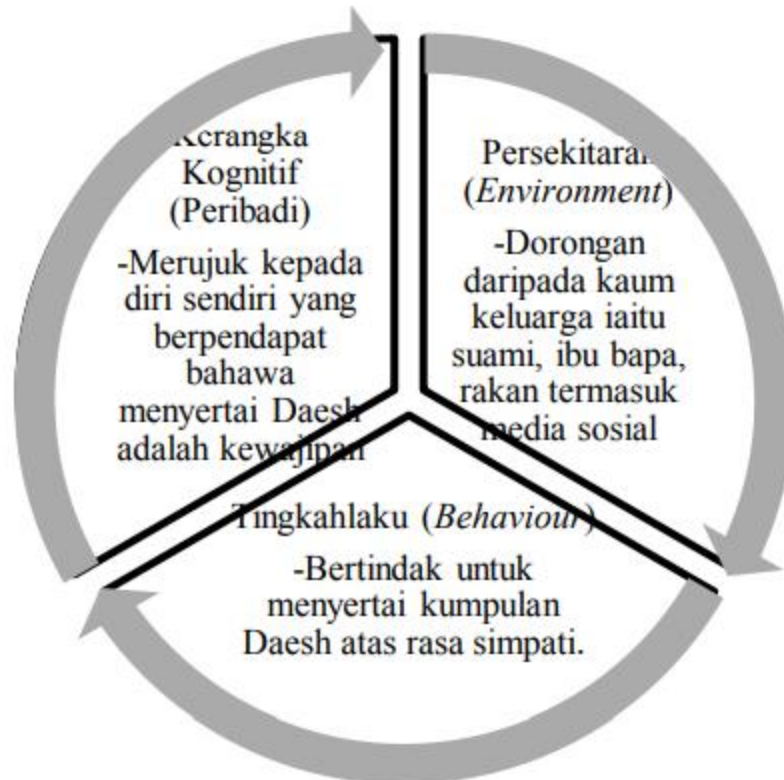 Kerangka
Kognitif
(Peribadi)
-Merujuk kepada
diri sendiri yang
berpendapat
bahawa
menyertai Daesh
adalah kewajipan
Persekitaran
(Environment)
-Dorongan
daripada kaum
keluarga iaitu
suami, ibu bapa,
rakan termasuk
media sosial
Tingkahlaku (Behaviour)
-Bertindak untuk
menyertai kumpulan
Daesh atas rasa simpati.